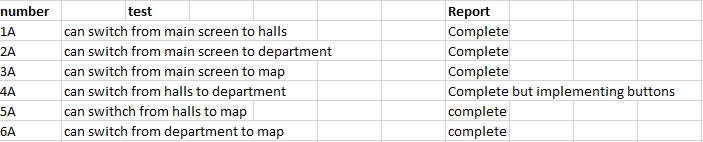 number test Report
1A can switch from main screen to halls Complete
2A can switch from main screen to department Complete
3A can switch from main screen to map Complete
4A can switch from halls to department Complete but implementing buttons
5A can swithch from halls to map complete
6A can switch from department to map complete